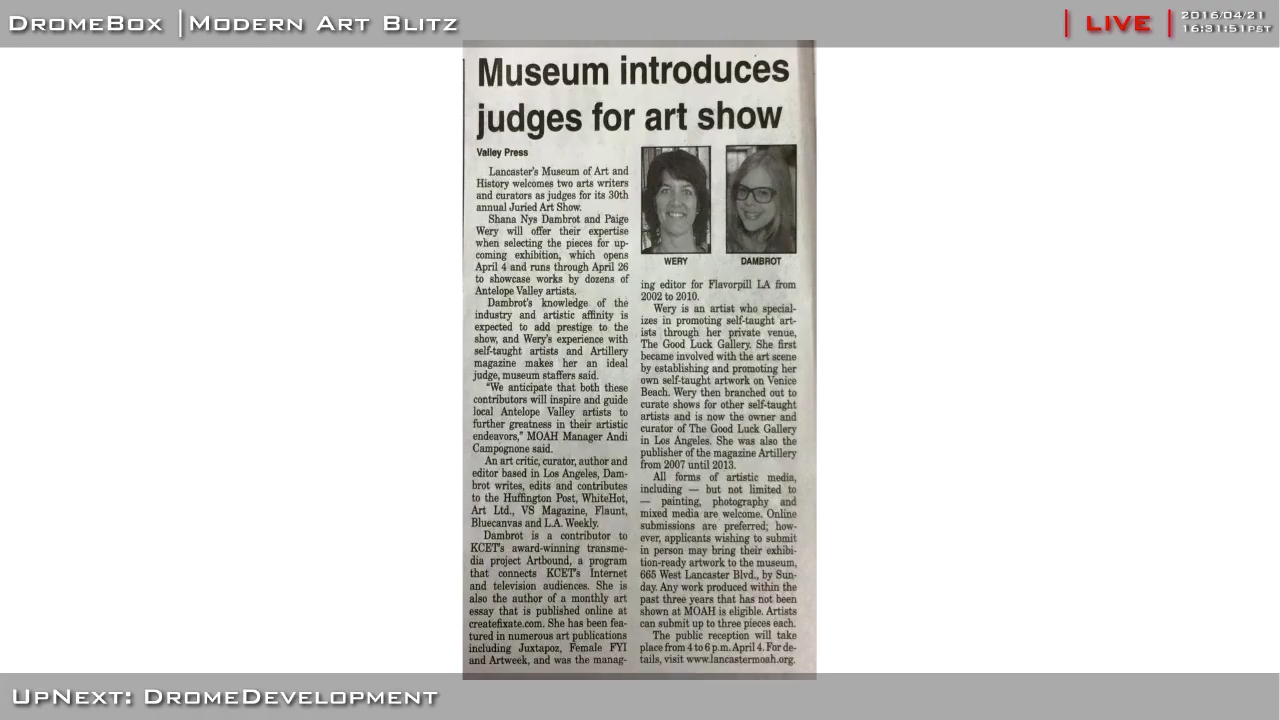 DromeBox |Modern Art Blitz
| LIVE |
2016/04/21
16:31:51PST
Museum introduces
judges for art show
Valley Press
Lancaster's Museum of Art and
History welcomes two arts writers
and curators as judges for its 30th
annual Juried Art Show.
Shana Nys Dambrot and Paige
Wery will offer their expertise
when selecting the pieces for up-
coming exhibition, which opens
April 4 and runs through April 26
to showcase works by dozens of
Antelope Valley artists.
Dambrot's knowledge of the
industry and artistic affinity is
expected to add prestige to the
show, and Wery's experience with
self-taught artists and Artillery
magazine makes her an ideal
judge, museum staffers said.
"We anticipate that both these
contributors will inspire and guide
local Antelope Valley artists to
further greatness in their artistic
endeavors," MOAH Manager Andi
Campognone said.
An art critic, curator, author and
editor based in Los Angeles, Dam-
brot writes, edits and contributes
to the Huffington Post, WhiteHot,
Art Ltd., VS Magazine, Flaunt,
Bluecanvas and L.A. Weekly.
Dambrot is a contributor to
KCET's award-winning transme-
dia project Artbound, a program
that connects KCET's Internet
and television audiences. She is
also the author of a monthly art
essay that is published online at
createfixate.com. She has been fea-
tured in numerous art publications
including Juxtapoz, Female FYI
and Artweek, and was the manag-
WERY
DAMBROT
ing editor for Flavorpill LA from
2002 to 2010.
Wery is an artist who special-
izes in promoting self-taught art-
ists through her private venue,
The Good Luck Gallery. She first
became involved with the art scene
by establishing and promoting her
own self-taught artwork on Venice
Beach. Wery then branched out to
curate shows for other self-taught
artists and is now the owner and
curator of The Good Luck Gallery
in Los Angeles. She was also the
publisher of the magazine Artillery
from 2007 until 2013.
All forms of artistic media,
including — but not limited to
— painting, photography and
mixed media are welcome. Online
submissions are preferred; how-
ever, applicants wishing to submit
in person may bring their exhibi-
tion-ready artwork to the museum,
665 West Lancaster Blvd., by Sun-
day. Any work produced within the
past three years that has not been
shown at MOAH is eligible. Artists
can submit up to three pieces each.
The public reception will take
place from 4 to 6 p.m. April 4. For de-
tails, visit www.lancastermoah.org.
UpNext: DromeDevelopment